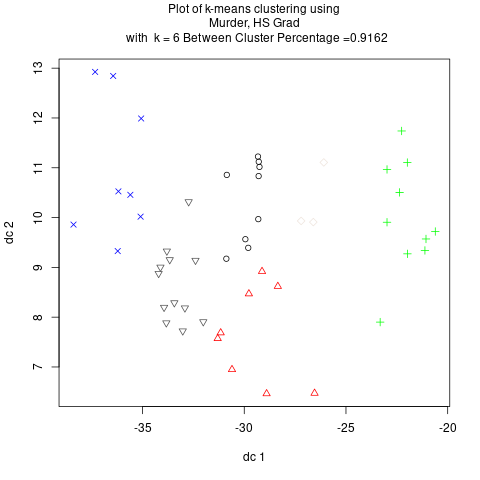 Plot of k-means clustering using
Murder, HS Grad
with  k = 6 Between Cluster Percentage =0.9162
13
12
11
10
9
8
7
dc 2
-35
-30
-25
-20
dc 1